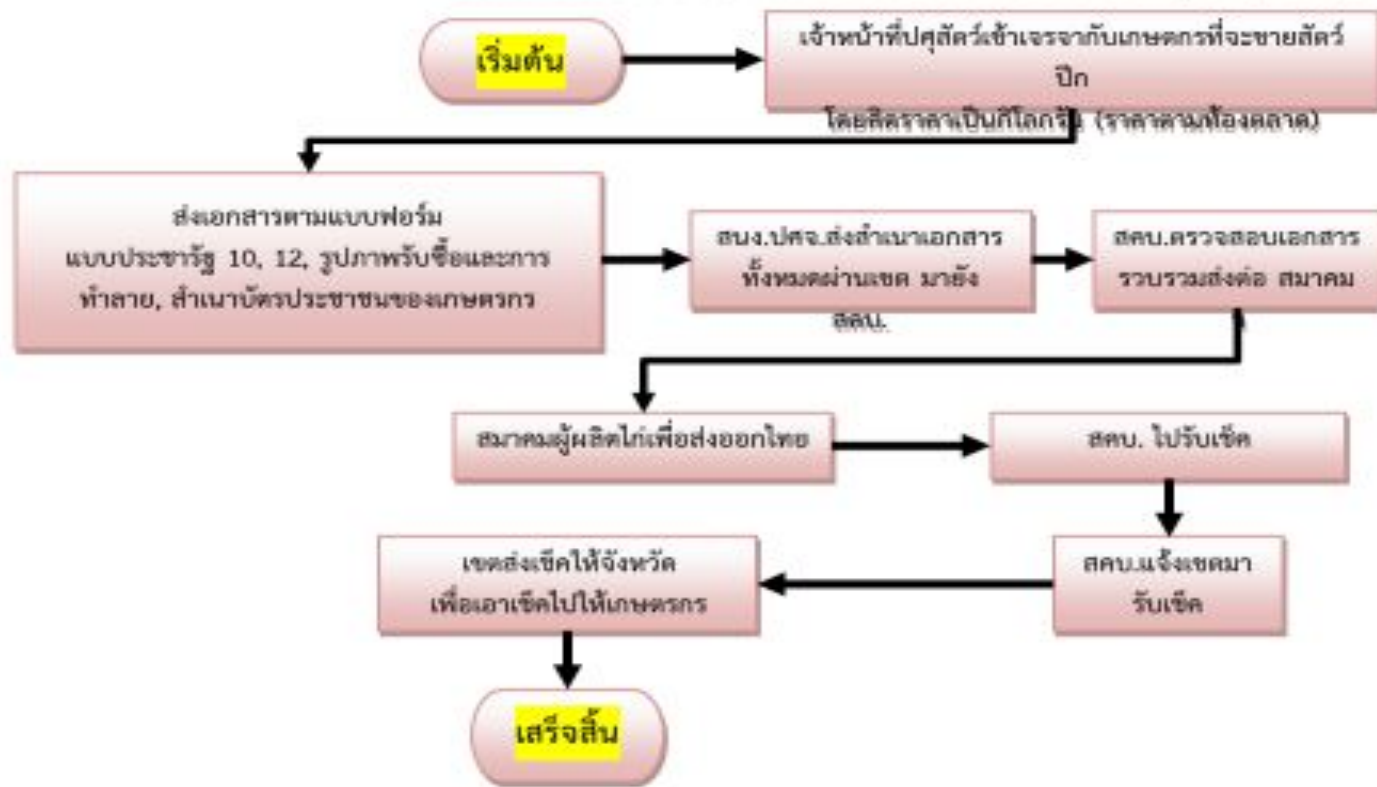 เริ่มต้น
เจ้าหน้าที่ปศุสัตว์เข้าเจรจากับเกษตกรที่จะขายสัตว์
ปีก
โดยคิดราคาเป็นกิโลกรัม (ราคาตามท้องตลาด)
ส่งเอกสารตามแบบฟอร์ม
แบบประชารัฐ 10, 12, รูปภาพรับซื้อและการ
ทำลาย, สำเนาบัตรประชาชนของเกษตรกร
สนง.ปศจ.ส่งสำเนาเอกสาร
ทั้งหมดผ่านเขต มายัง
สคบ.
สคบ.ตรวจสอบเอกสาร
รวบรวมส่งต่อ สมาคม
สมาคมผู้ผลิตไก่เพื่อส่งออกไทย
สคบ. ไปรับเช็ค
สคบ.แจ้งเขตมา
รับเช็ค
เขตส่งเช็คให้จังหวัด
เพื่อเอาเช็คไปให้เกษตรกร
เสร็จสิ้น